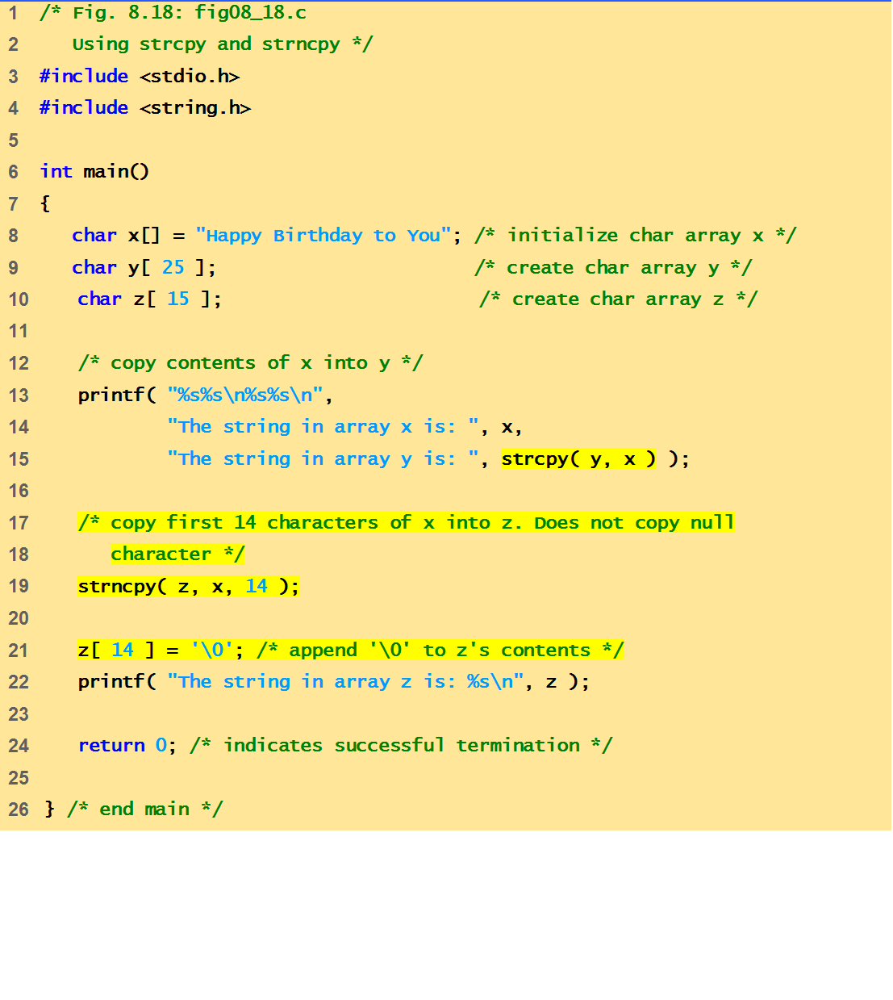 1 /* Fig. 8.18: fig08_18.c
2 Using strcpy and strncpy */
3 #include <stdio.h>
4 #include <string.h>
5
6 int main()
7 {
8 char x[] = "Happy Birthday to You"; /* initialize char array x */
9 char y[ 25 ]; /* create char array y */
10 char z[ 15 ]; /* create char array z */
11
12 /* copy contents of x into y */
13 printf( "%s%s\n%s%s\n",
14 "The string in array x is: ", x,
15 "The string in array y is: ", strcpy( y, x ) );
16
17 /* copy first 14 characters of x into z. Does not copy null
18 character */
19 strncpy( z, x, 14 );
20
21 z[ 14 ] = '\0'; /* append '\0' to z's contents */
22 printf( "The string in array z is: %s\n", z );
23
24 return 0; /* indicates successful termination */
25
26 } /* end main */